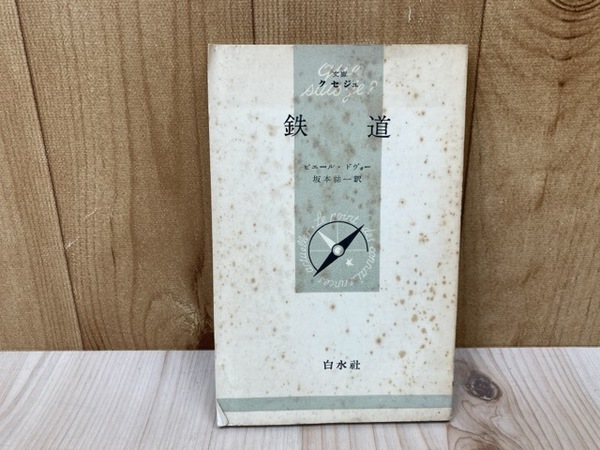 Que
sais-je?
文庫
クセジュ
鉄道
ピエール・ドヴォー
坂本紘一訳
白水社